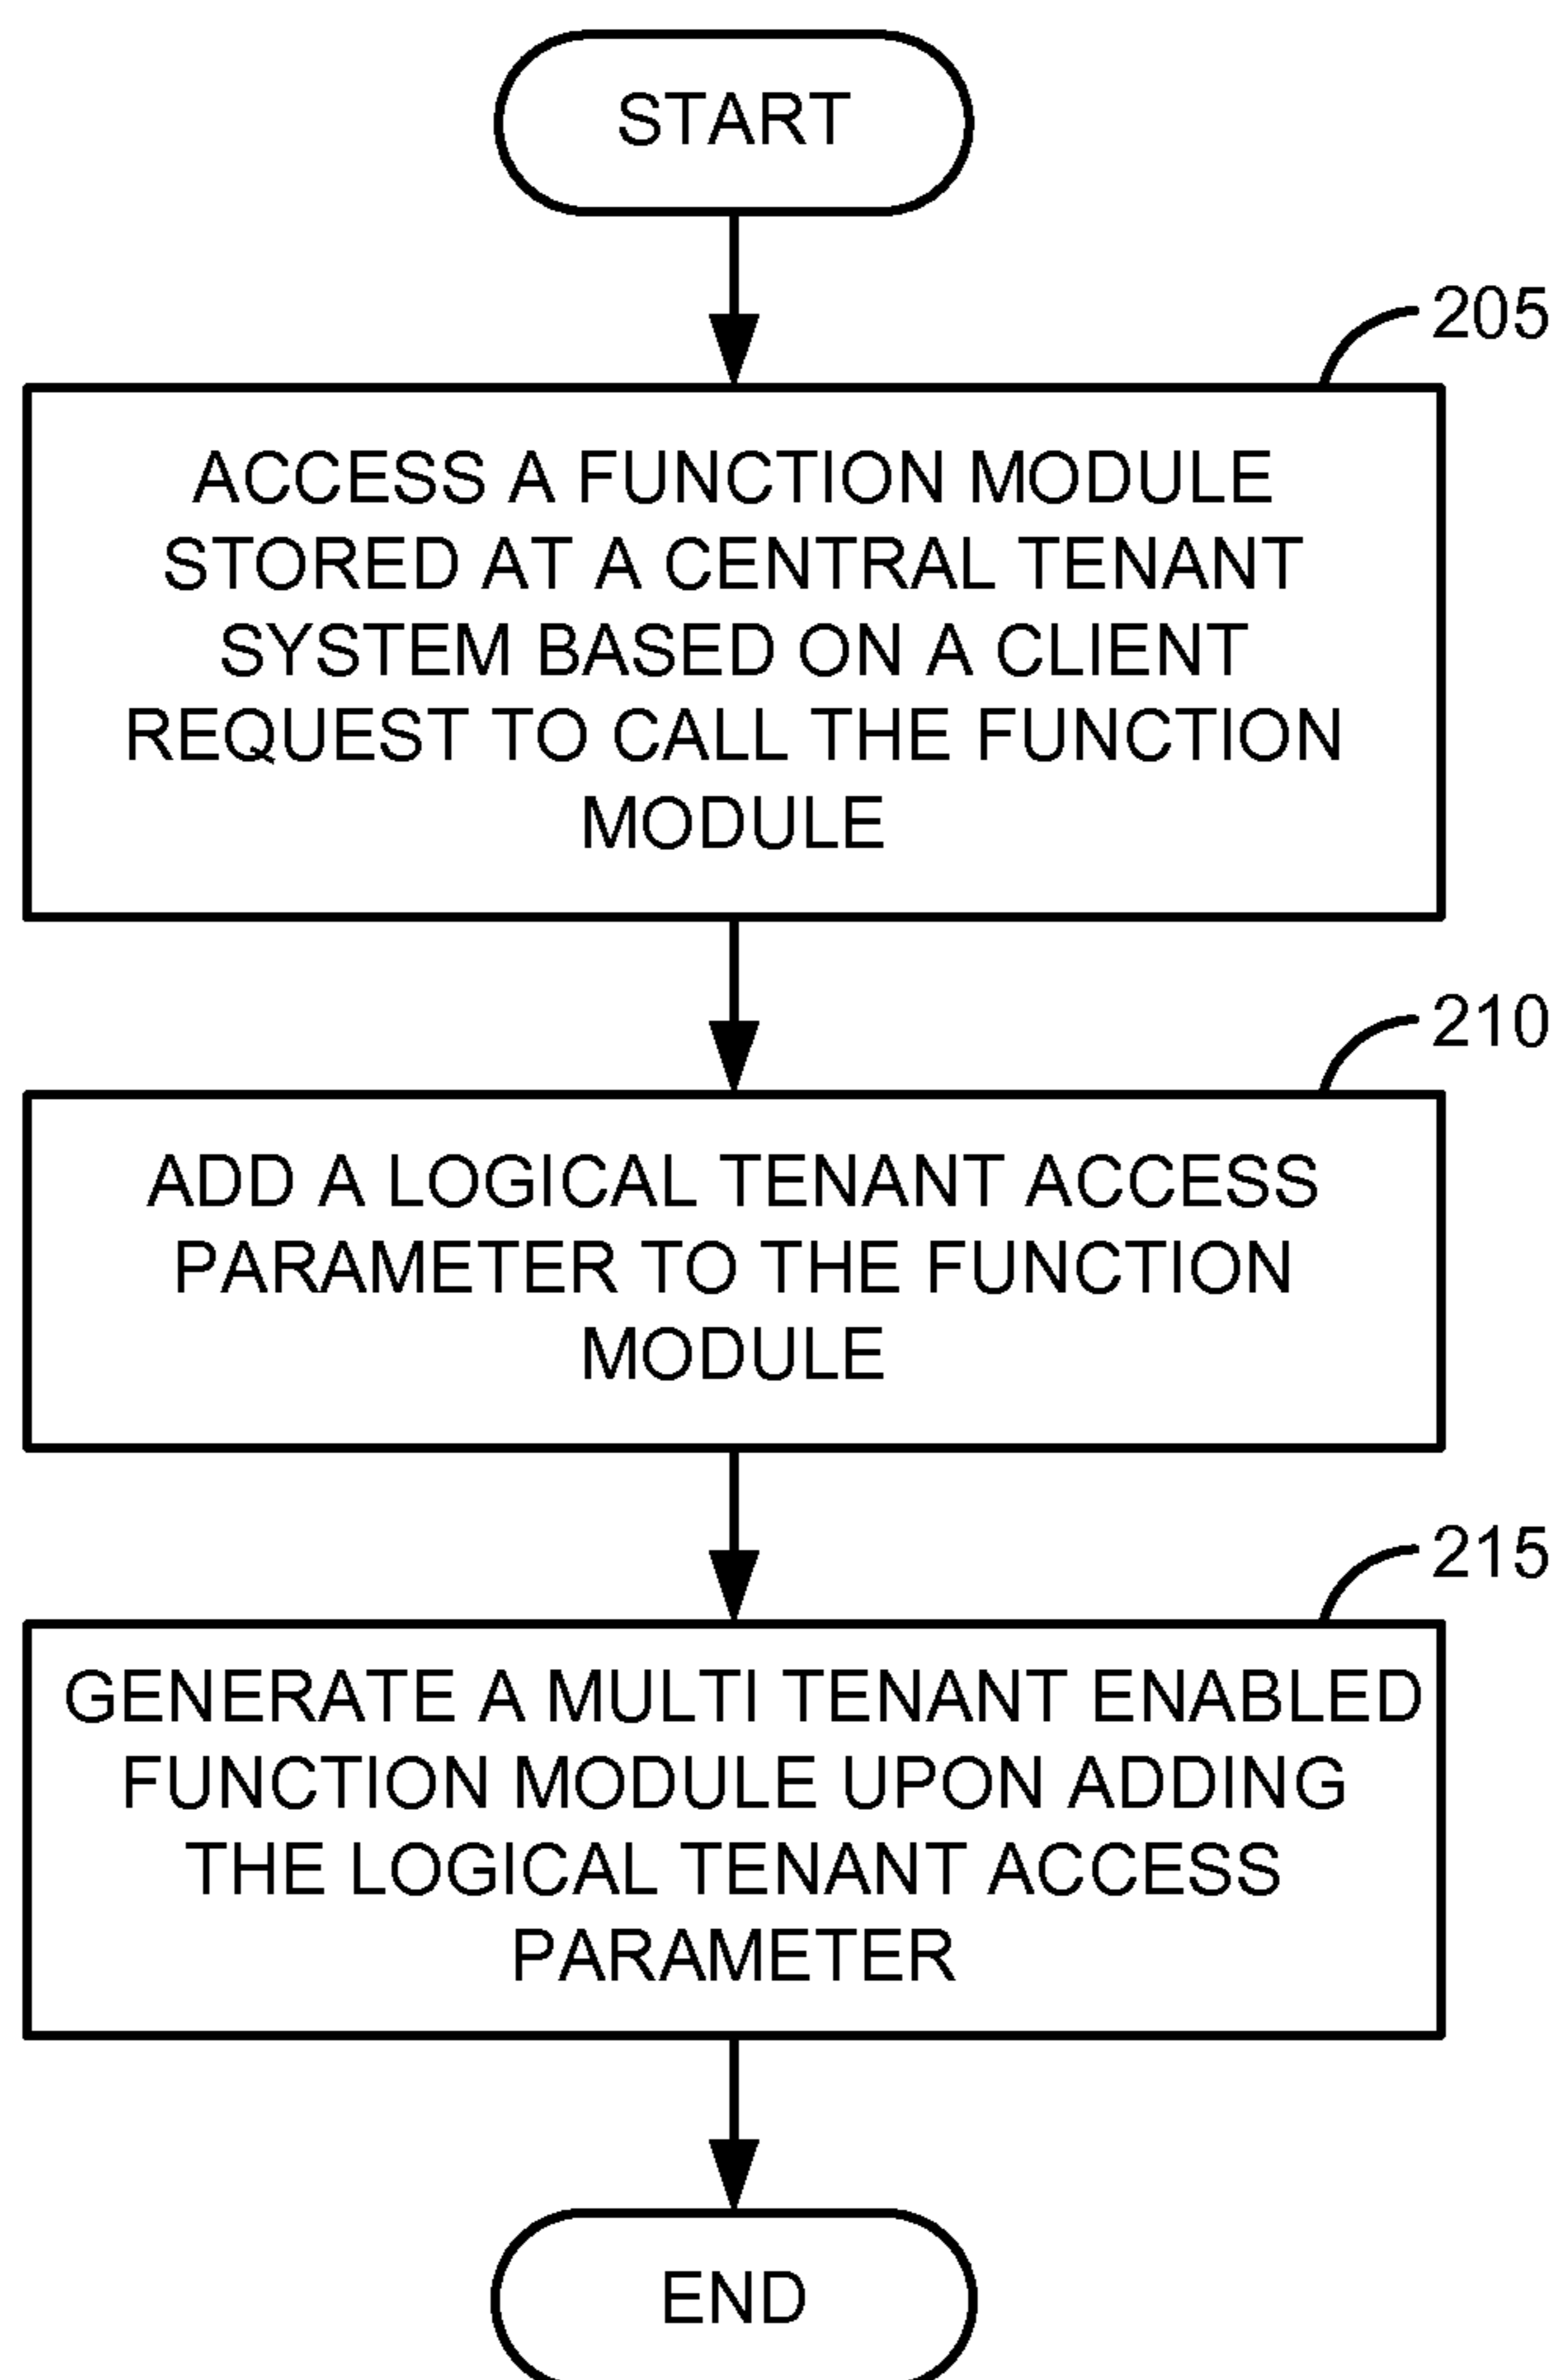 START
205
ACCESS A FUNCTION MODULE
STORED AT A CENTRAL TENANT
SYSTEM BASED ON A CLIENT
REQUEST TO CALL THE FUNCTION
MODULE
210
ADD A LOGICAL TENANT ACCESS
PARAMETER TO THE FUNCTION
MODULE
215
GENERATE A MULTI TENANT ENABLED
FUNCTION MODULE UPON ADDING
THE LOGICAL TENANT ACCESS
PARAMETER
END